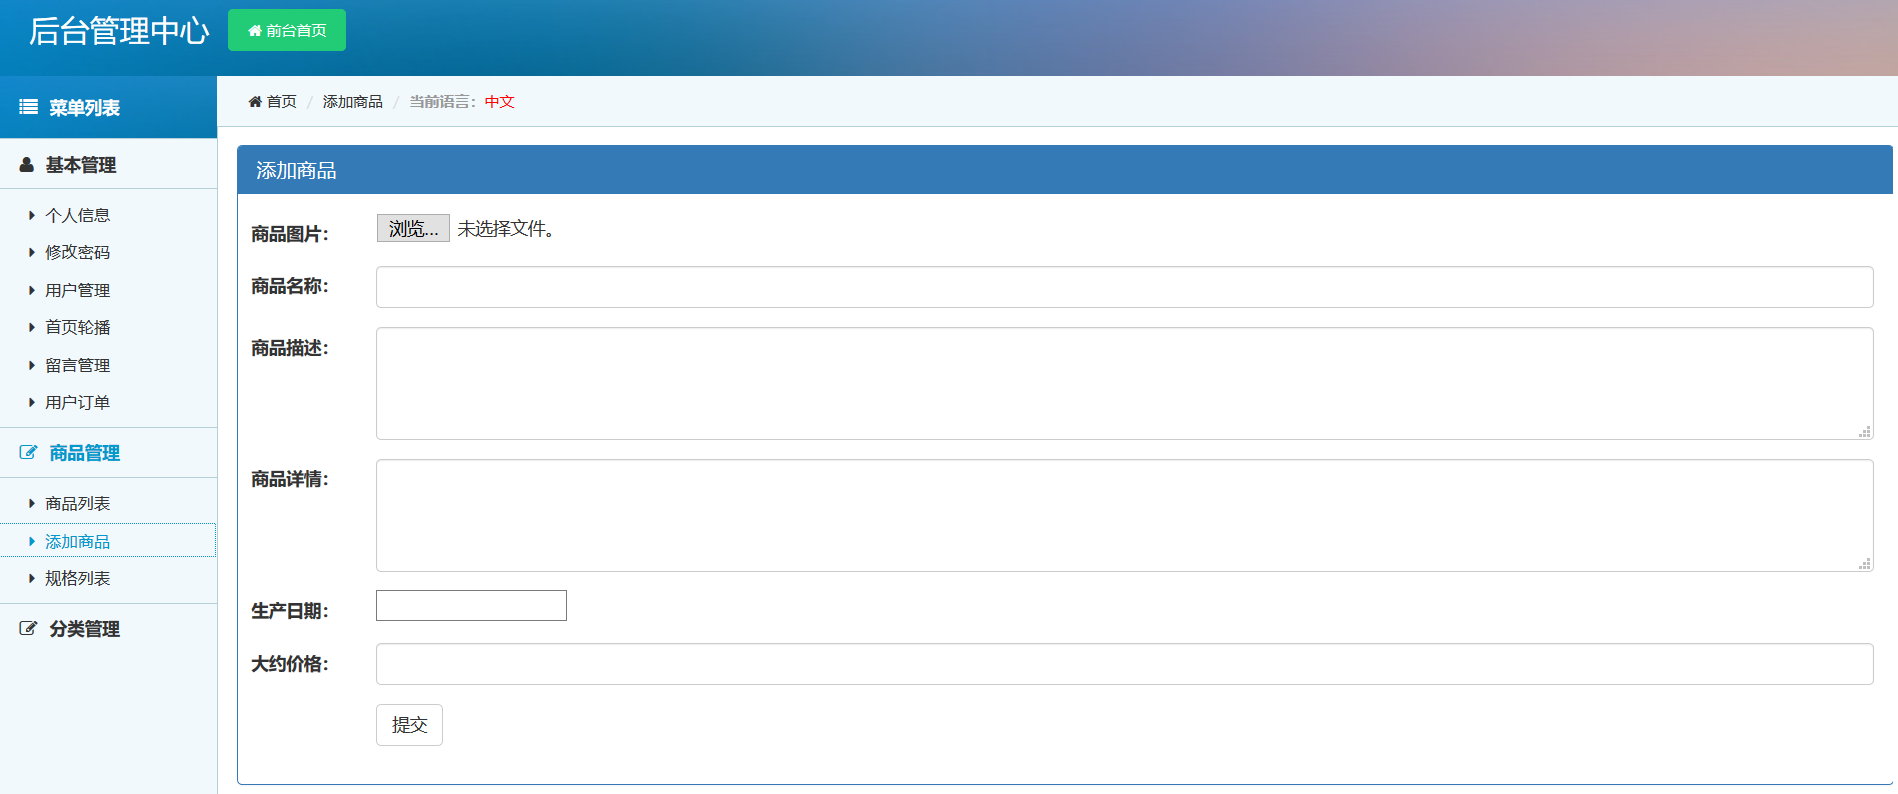 后台管理中心
前台首页
菜单列表
基本管理
个人信息
修改密码
用户管理
首页轮播
留言管理
用户订单
商品管理
商品列表
添加商品
规格列表
分类管理
首页 / 添加商品 / 当前语言：中文
添加商品
商品图片： 浏览... 未选择文件。
商品名称：
商品描述：
商品详情：
生产日期：
大约价格：
提交